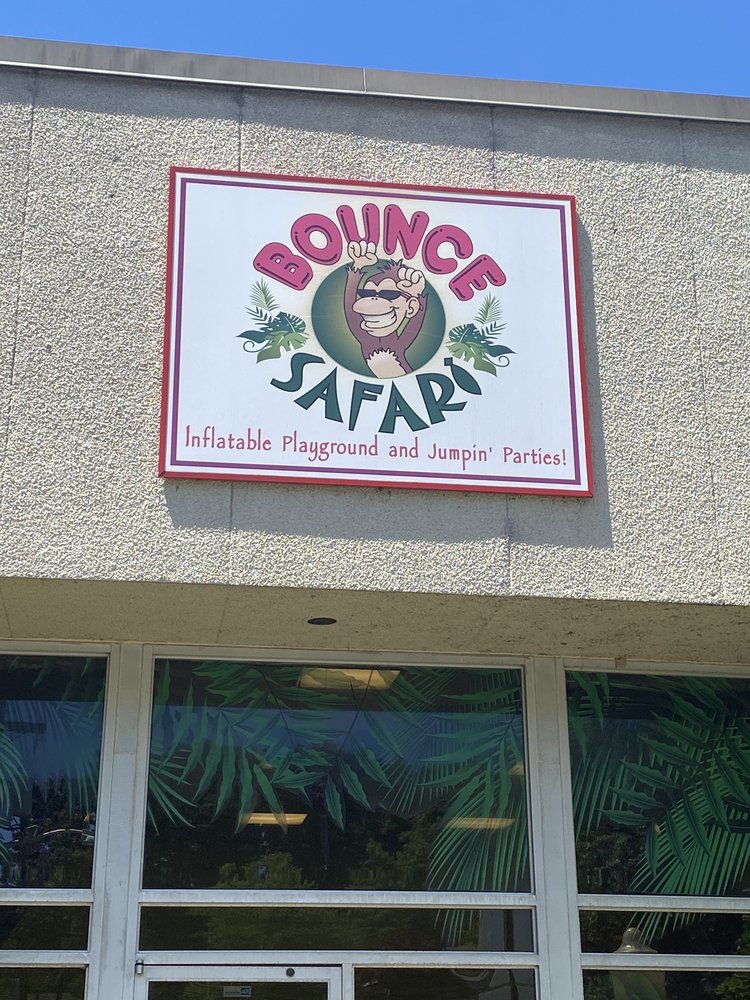 BOUNCE
SAFARI
Inflatable Playground and Jumpin' Parties!